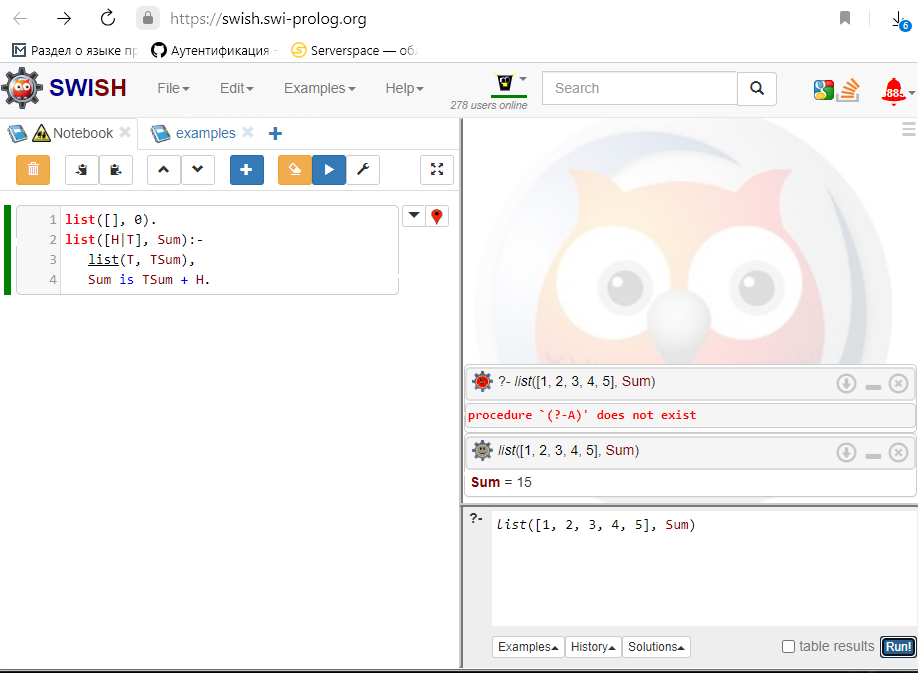 https://swish.swi-prolog.org
6
Раздел о языке пр
Аутентификация
Serverspace — об
SWISH
File
Edit
Examples
Help
278 users online
Search
885
Notebook
examples
1 list([], 0).
2 list([H|T], Sum):-
3 list(T, TSum),
4 Sum is TSum + H.
?- list([1, 2, 3, 4, 5], Sum)
procedure `(?-A)' does not exist
list([1, 2, 3, 4, 5], Sum)
Sum = 15
?- list([1, 2, 3, 4, 5], Sum)
Examples
History
Solutions
table results
Run!